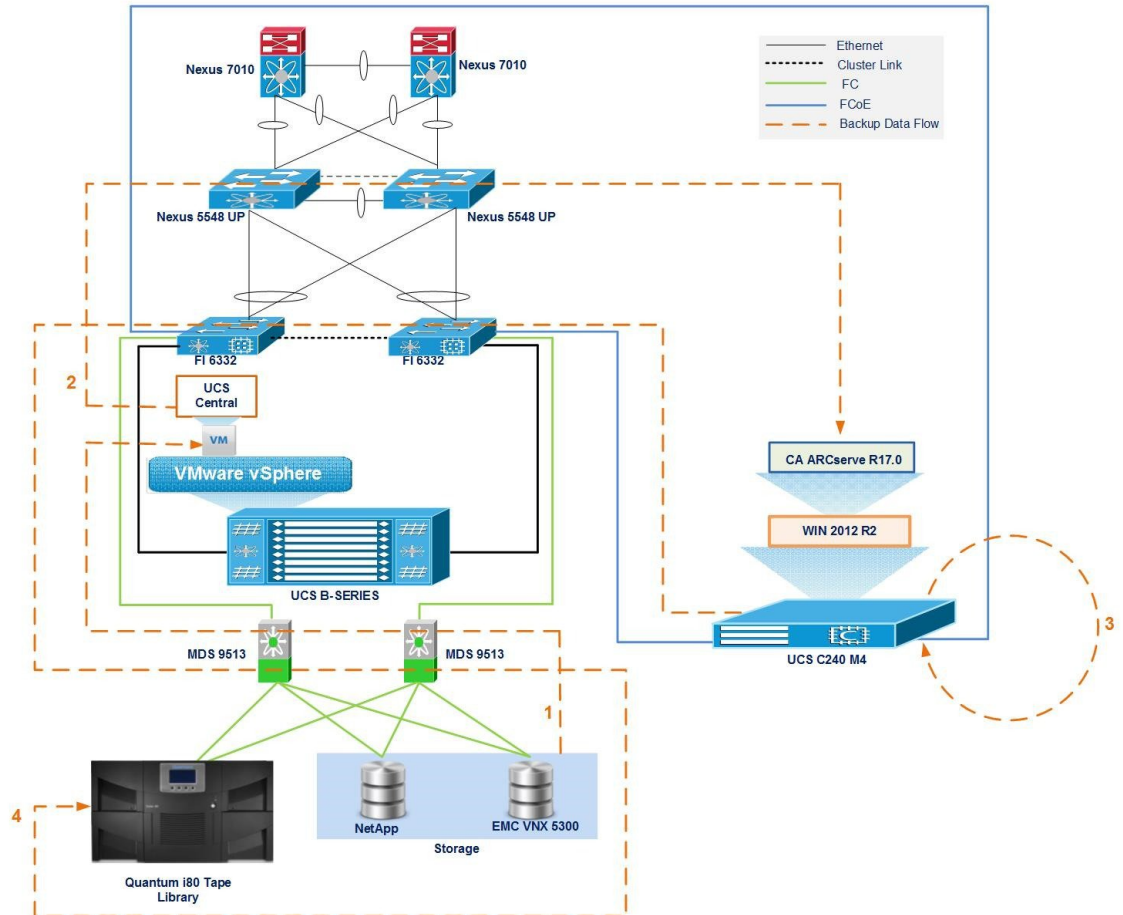 Nexus 7010
Nexus 7010
Ethernet
Cluster Link
FC
FCoE
Backup Data Flow
Nexus 5548 UP
Nexus 5548 UP
FI 6332
FI 6332
2
UCS
Central
VM
VMware vSphere
CA ARCserve R17.0
WIN 2012 R2
UCS B-SERIES
3
MDS 9513
MDS 9513
UCS C240 M4
1
4
NetApp
EMC VNX 5300
Storage
Quantum i80 Tape
Library